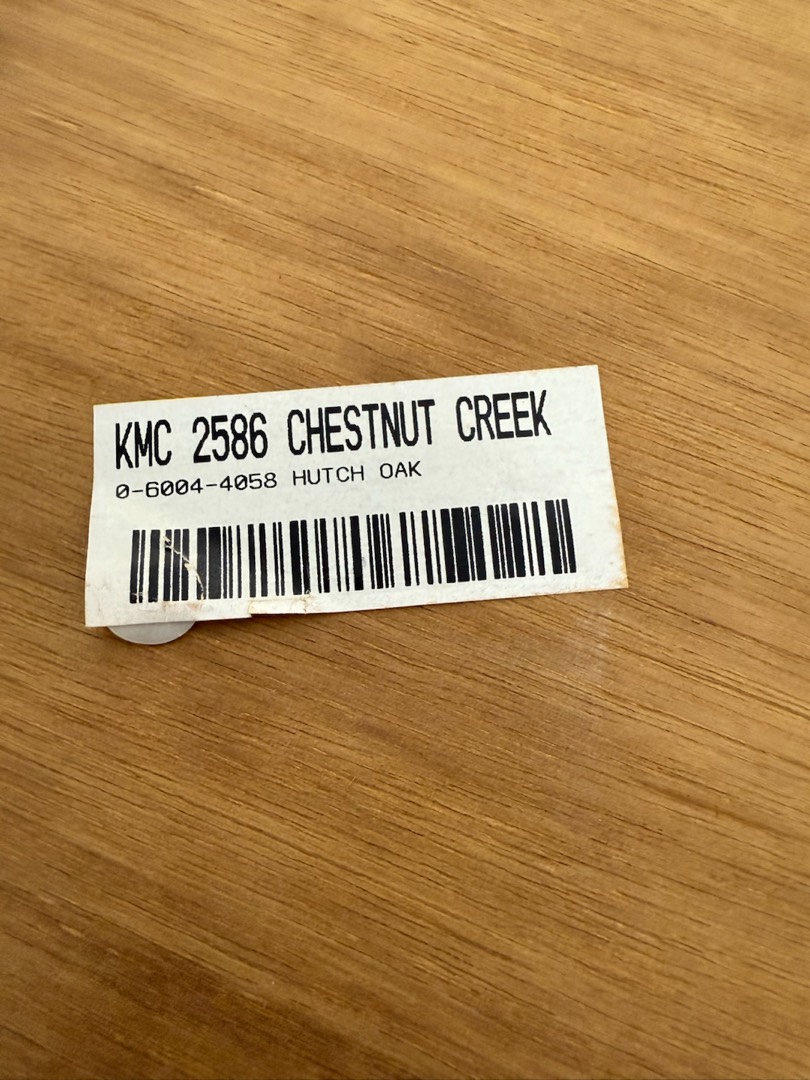 KMC 2586 CHESTNUT CREEK
0-6004-4058 HUTCH OAK